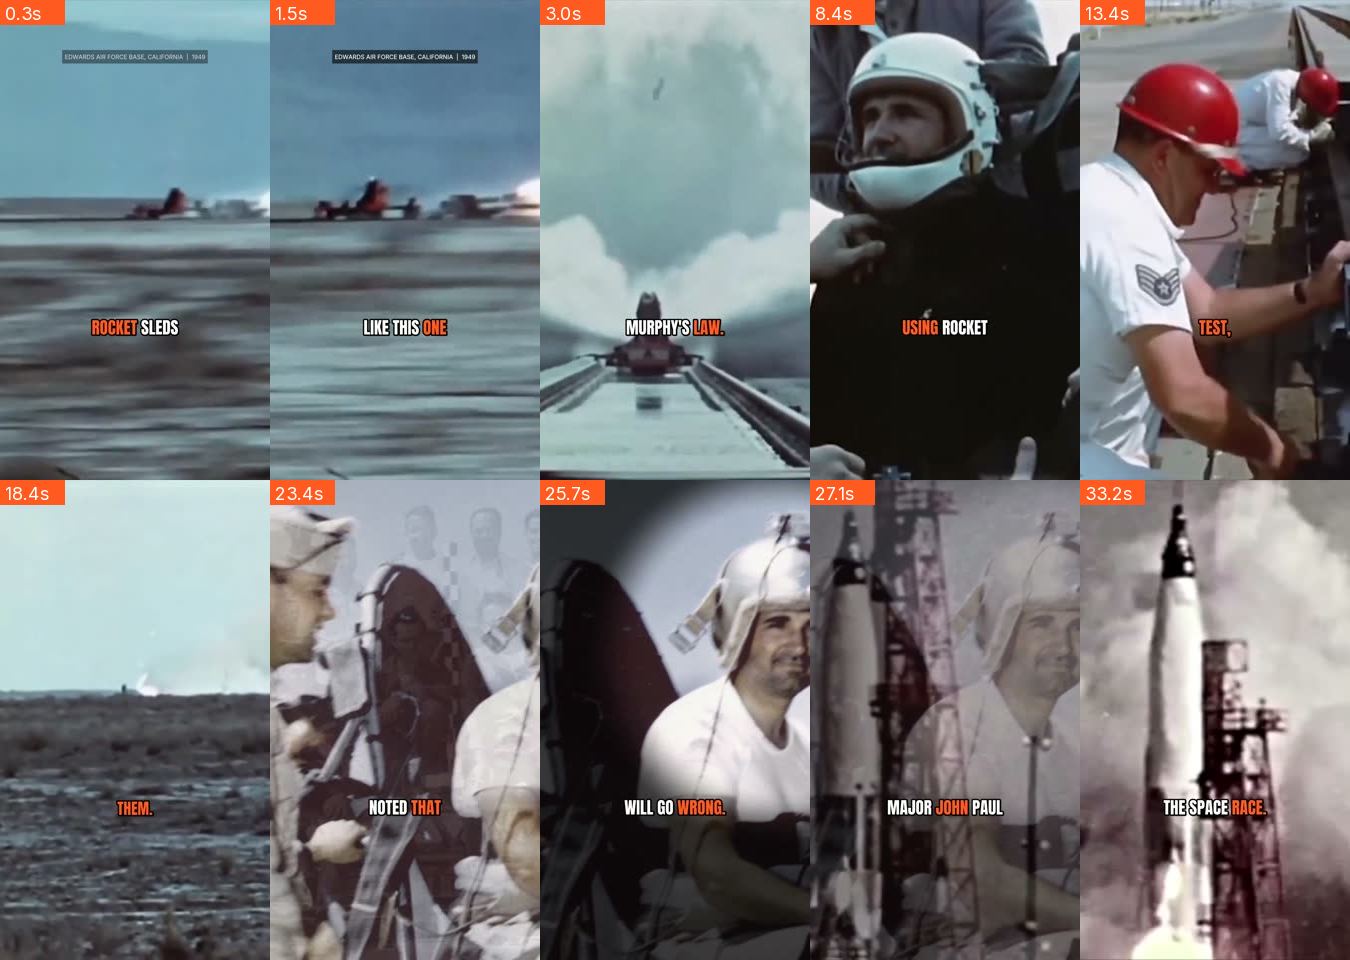 0.3s
EDWARDS AIR FORCE BASE, CALIFORNIA | 1949
ROCKET SLEDS
1.5s
EDWARDS AIR FORCE BASE, CALIFORNIA | 1949
LIKE THIS ONE
3.0s
MURPHY'S LAW.
8.4s
USING ROCKET
13.4s
TEST,
18.4s
THEM.
23.4s
NOTED THAT
25.7s
WILL GO WRONG.
27.1s
MAJOR JOHN PAUL
33.2s
THE SPACE RACE.